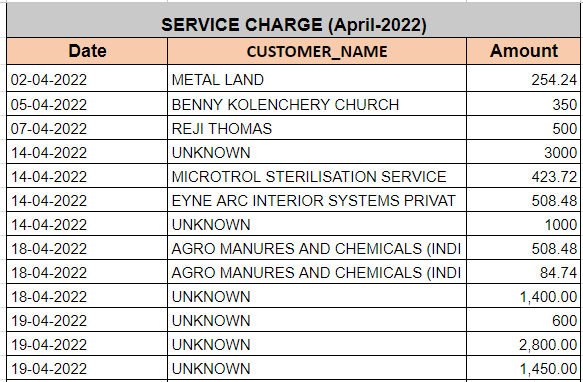 SERVICE CHARGE (April-2022)
Date CUSTOMER_NAME Amount
02-04-2022 METAL LAND 254.24
05-04-2022 BENNY KOLENCHERY CHURCH 350
07-04-2022 REJI THOMAS 500
14-04-2022 UNKNOWN 3000
14-04-2022 MICROTROL STERILISATION SERVICE 423.72
14-04-2022 EYNE ARC INTERIOR SYSTEMS PRIVAT 508.48
14-04-2022 UNKNOWN 1000
18-04-2022 AGRO MANURES AND CHEMICALS (INDI 508.48
18-04-2022 AGRO MANURES AND CHEMICALS (INDI 84.74
18-04-2022 UNKNOWN 1,400.00
19-04-2022 UNKNOWN 600
19-04-2022 UNKNOWN 2,800.00
19-04-2022 UNKNOWN 1,450.00